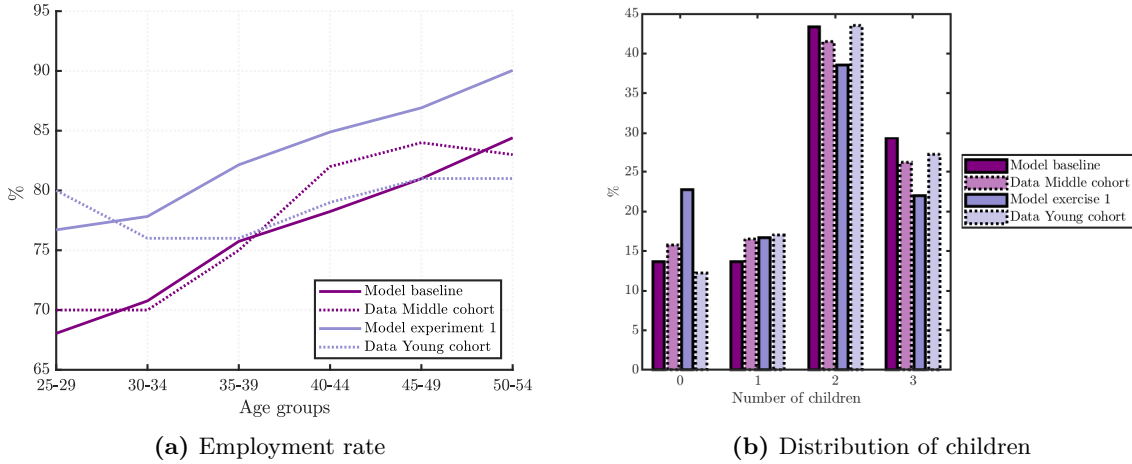 95
90
85
80
75
70
65
%
25-29
30-34
35-39
40-44
45-49
50-54
Age groups
Model baseline
Data Middle cohort
Model experiment 1
Data Young cohort
(a) Employment rate
45
40
35
30
25
20
15
10
5
0
%
0
1
2
3
Number of children
Model baseline
Data Middle cohort
Model exercise 1
Data Young cohort
(b) Distribution of children